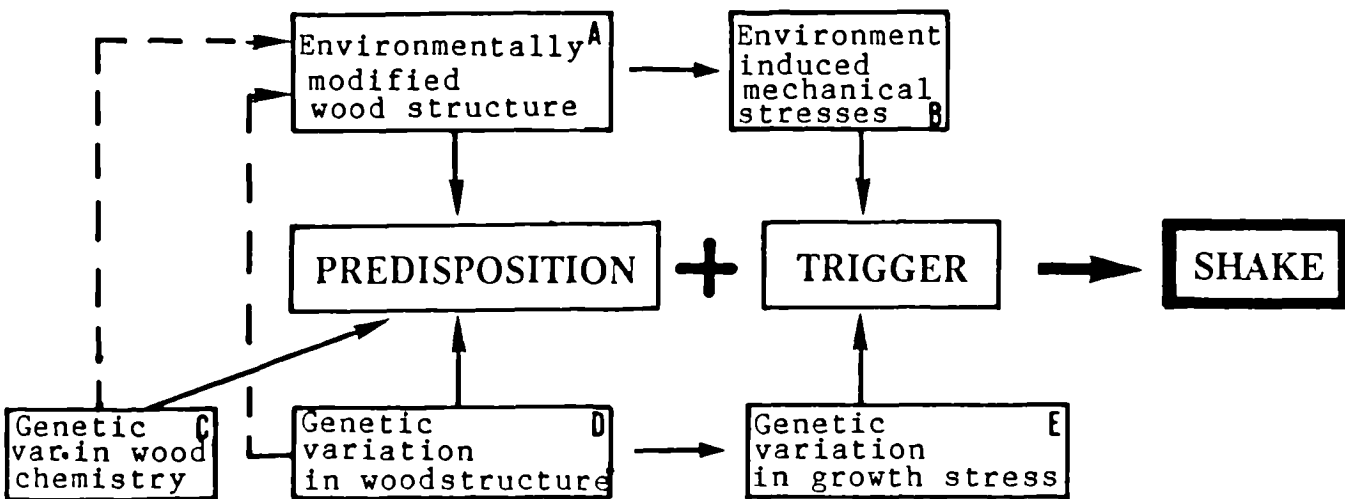 Environmentally A
modified
wood structure
Environment
induced
mechanical
stresses B
PREDISPOSITION + TRIGGER SHAKE
Genetic C
var.in wood
chemistry
Genetic D
variation
in woodstructure
Genetic E
variation
in growth stress